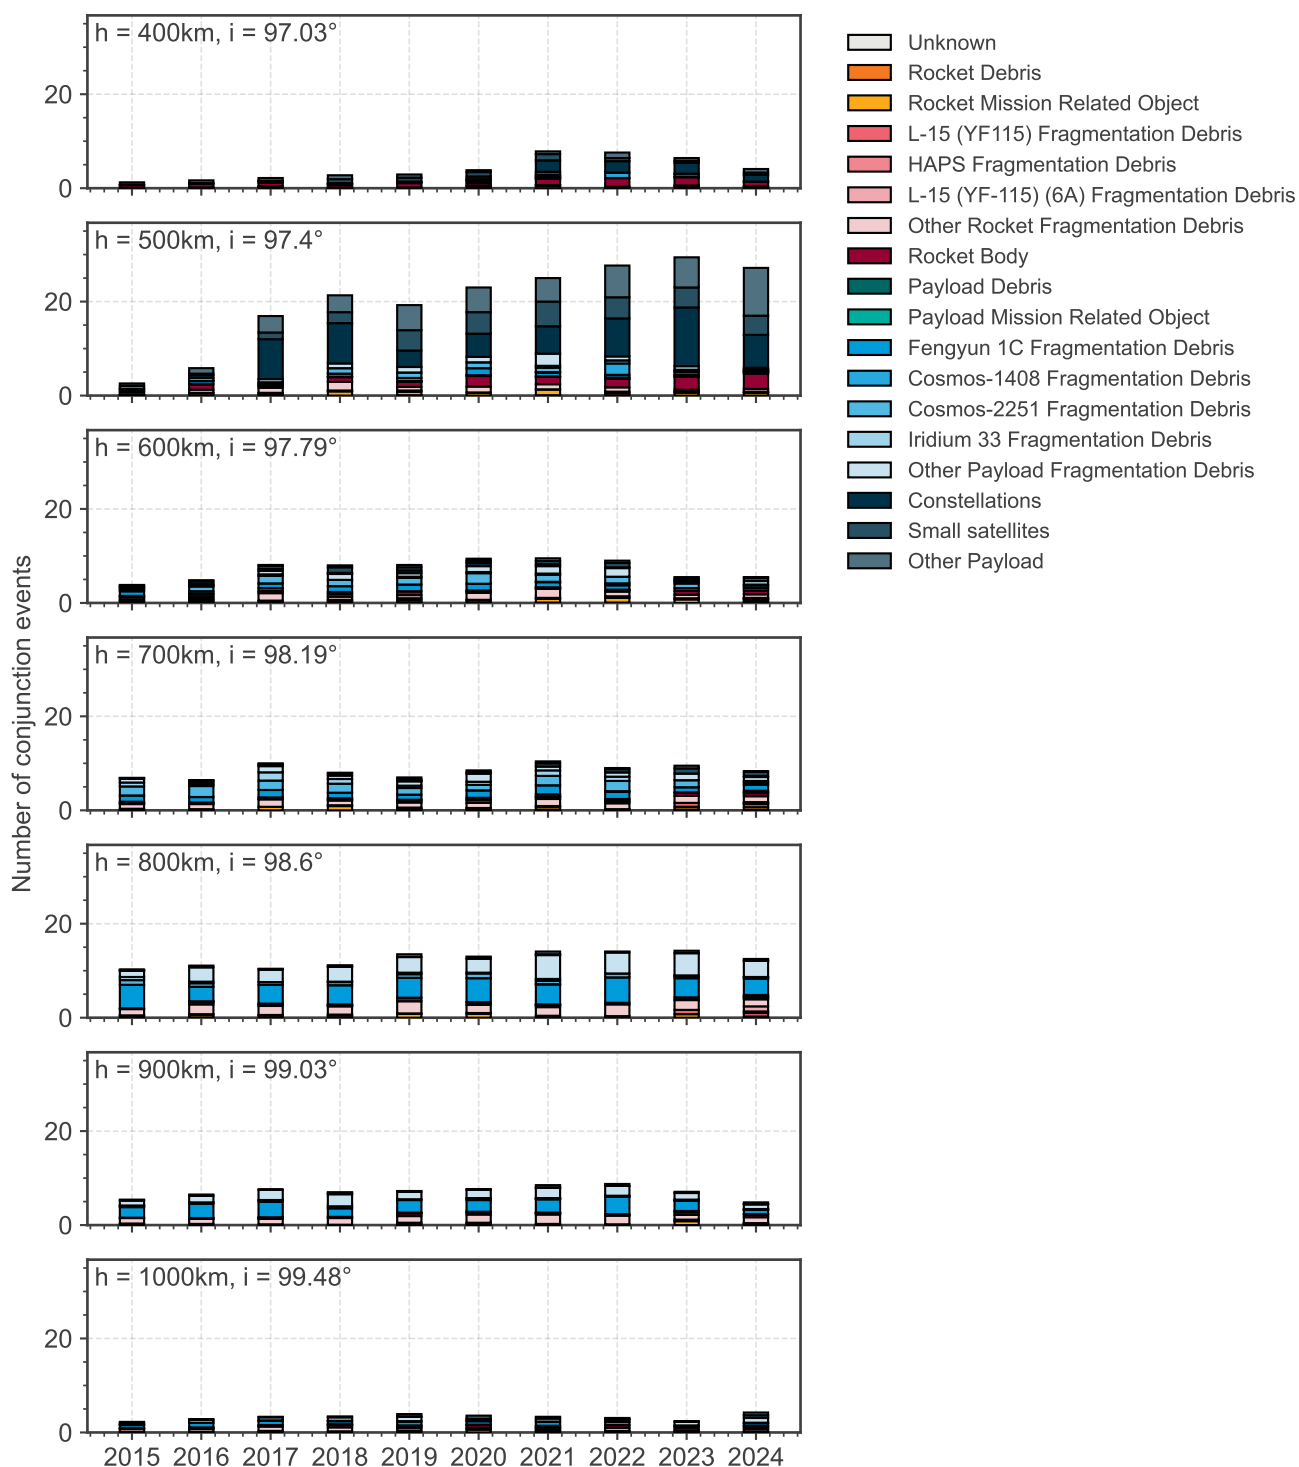 h = 400km, i = 97.03°
20
0
h = 500km, i = 97.4°
20
0
h = 600km, i = 97.79°
20
0
h = 700km, i = 98.19°
20
0
h = 800km, i = 98.6°
20
0
h = 900km, i = 99.03°
20
0
h = 1000km, i = 99.48°
20
0
Number of conjunction events
2015 2016 2017 2018 2019 2020 2021 2022 2023 2024
Unknown
Rocket Debris
Rocket Mission Related Object
L-15 (YF115) Fragmentation Debris
HAPS Fragmentation Debris
L-15 (YF-115) (6A) Fragmentation Debris
Other Rocket Fragmentation Debris
Rocket Body
Payload Debris
Payload Mission Related Object
Fengyun 1C Fragmentation Debris
Cosmos-1408 Fragmentation Debris
Cosmos-2251 Fragmentation Debris
Iridium 33 Fragmentation Debris
Other Payload Fragmentation Debris
Constellations
Small satellites
Other Payload